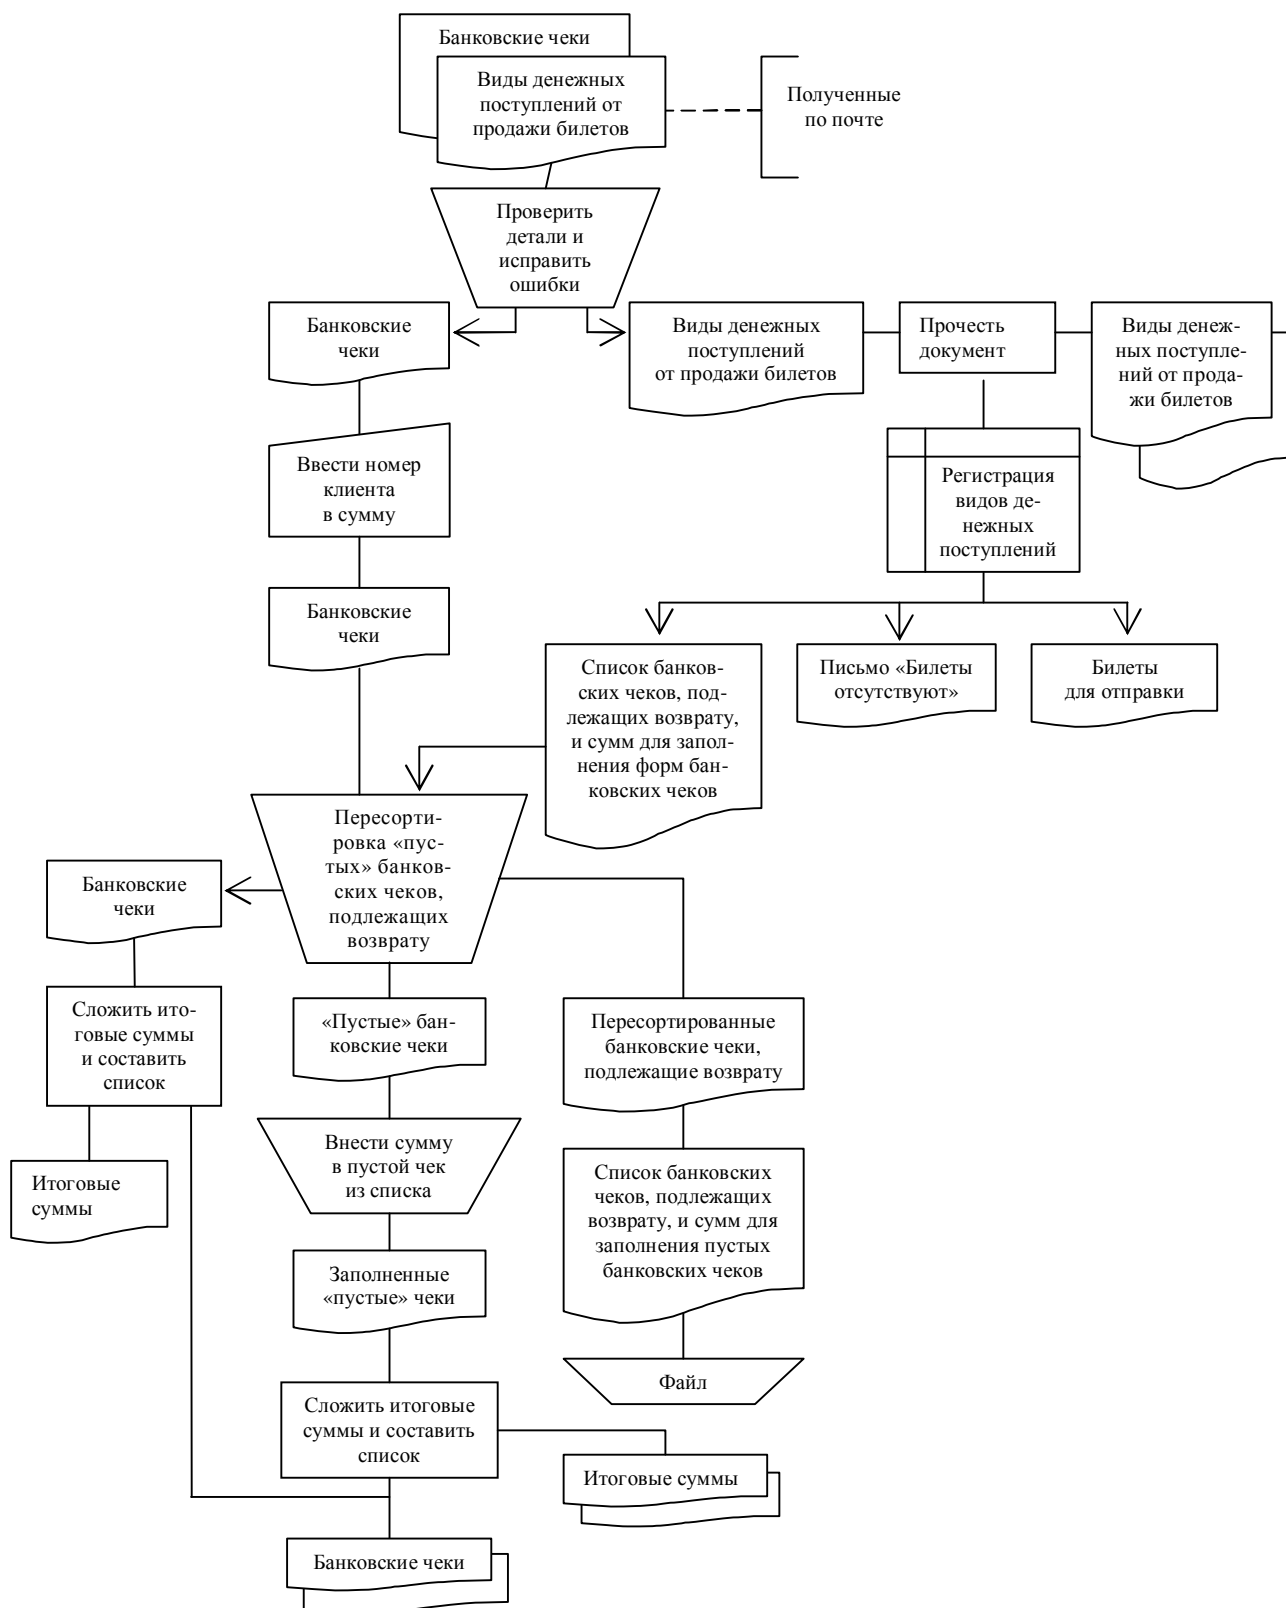 Банковские чеки
Виды денежных
поступлений от
продажи билетов
Полученные
по почте
Проверить
детали и
исправить
ошибки
Банковские
чеки
Виды денежных
поступлений
от продажи билетов
Прочесть
документ
Виды денеж-
ных поступле-
ний от прода-
жи билетов
Ввести номер
клиента
в сумму
Регистрация
видов де-
нежных
поступлений
Банковские
чеки
Список банков-
ских чеков, под-
лежащих возврату,
и сумм для запол-
нения форм бан-
ковских чеков
Письмо «Билеты
отсутствуют»
Билеты
для отправки
Пересорти-
ровка «пус-
тых» банков-
ских чеков,
подлежащих
возврату
Банковские
чеки
Сложить ито-
говые суммы
и составить
список
«Пустые» бан-
ковские чеки
Пересортированные
банковские чеки,
подлежащие возврату
Внести сумму
в пустой чек
из списка
Список банковских
чеков, подлежащих
возврату, и сумм для
заполнения пустых
банковских чеков
Итоговые
суммы
Заполненные
«пустые» чеки
Файл
Сложить итоговые
суммы и составить
список
Итоговые суммы
Банковские чеки